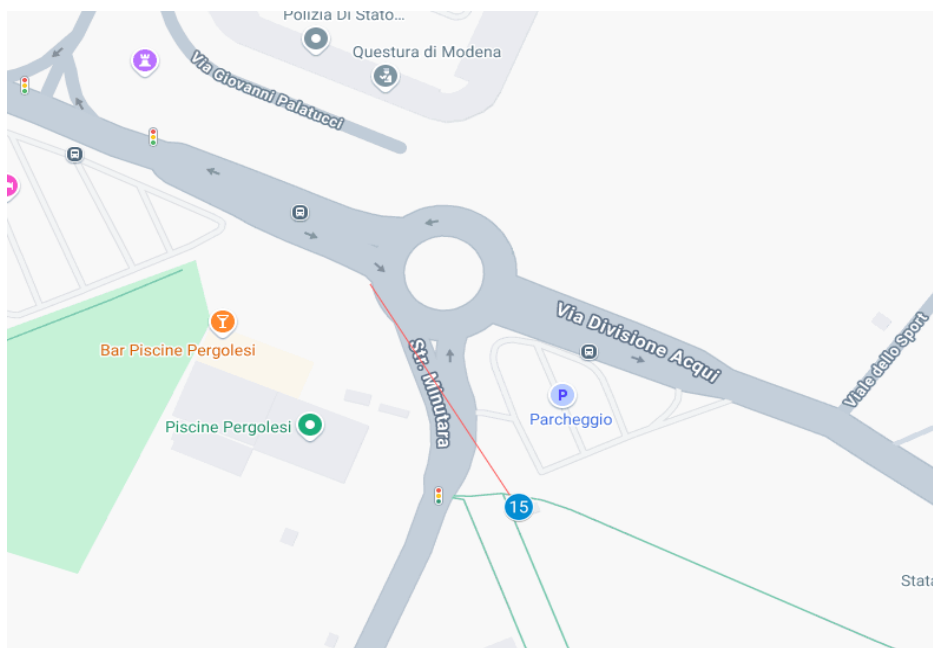 Polizia Di Stato...
Questura di Modena
Via Giovanni Palatucci
Via Divisione Acqui
Viale dello Sport
Bar Piscine Pergolesi
Str. Minutara
P
Parcheggio
Piscine Pergolesi
15
Stata